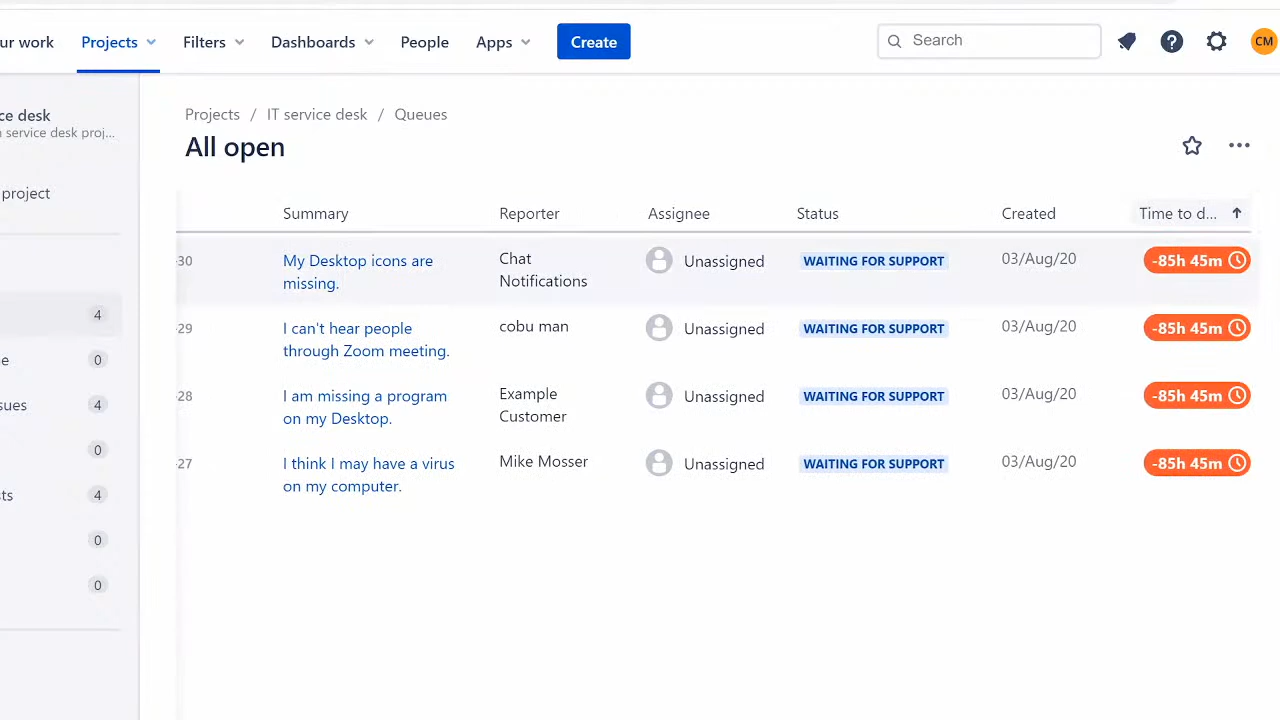 ur work Projects Filters Dashboards People Apps Create Search CM
ce desk
service desk proj...
project
4
e 0
sues 4
0
ts 4
0
0
Projects / IT service desk / Queues
All open
Summary Reporter Assignee Status Created Time to d...
-30 My Desktop icons are missing. Chat Notifications Unassigned WAITING FOR SUPPORT 03/Aug/20 -85h 45m
-29 I can't hear people through Zoom meeting. cobu man Unassigned WAITING FOR SUPPORT 03/Aug/20 -85h 45m
-28 I am missing a program on my Desktop. Example Customer Unassigned WAITING FOR SUPPORT 03/Aug/20 -85h 45m
-27 I think I may have a virus on my computer. Mike Mosser Unassigned WAITING FOR SUPPORT 03/Aug/20 -85h 45m